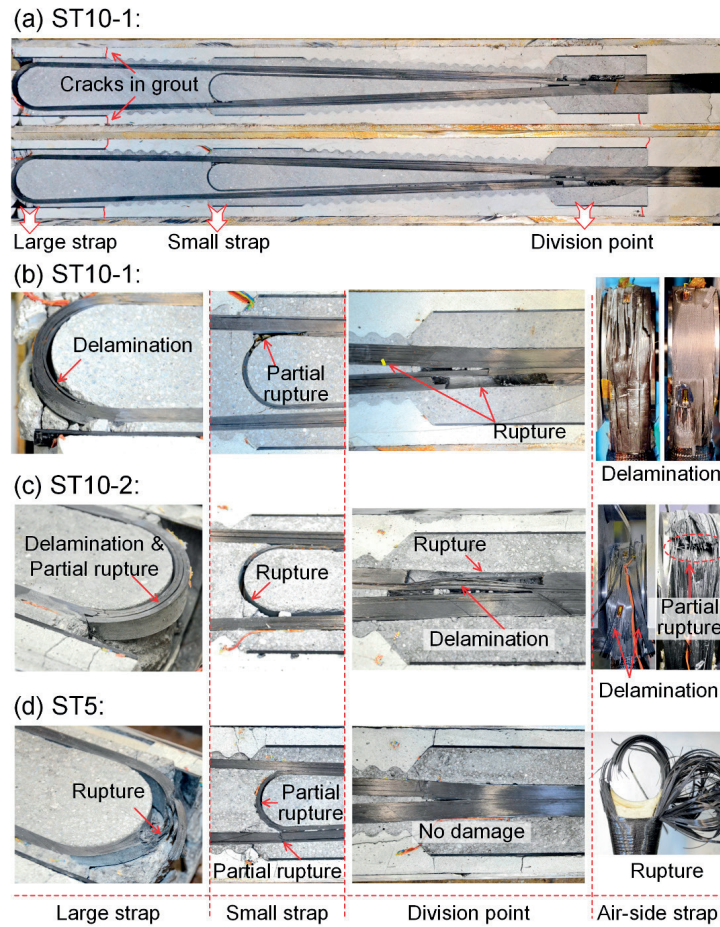 (a) ST10-1:
Cracks in grout
Large strap
Small strap
Division point
(b) ST10-1:
Delamination
Partial
rupture
Rupture
Delamination
(c) ST10-2:
Delamination &
Partial rupture
Rupture
Rupture
Delamination
Partial
rupture
Delamination
(d) ST5:
Rupture
Partial
rupture
Partial rupture
No damage
Rupture
Large strap
Small strap
Division point
Air-side strap